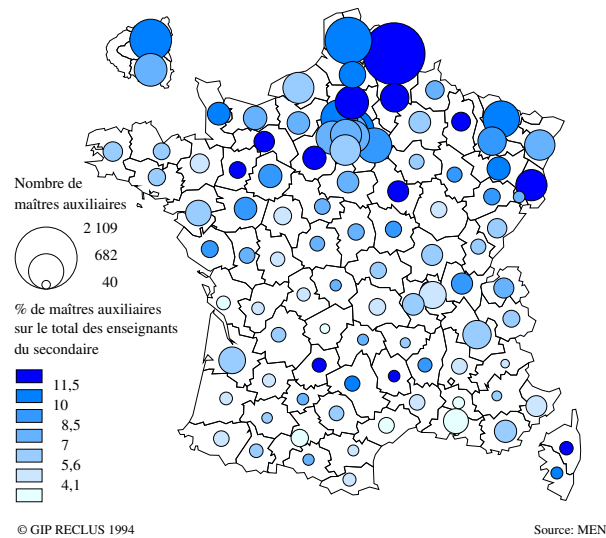 Nombre de
maîtres auxiliaires
2 109
682
40
% de maîtres auxiliaires
sur le total des enseignants
du secondaire
11,5
10
8,5
7
5,6
4,1
© GIP RECLUS 1994
Source: MEN